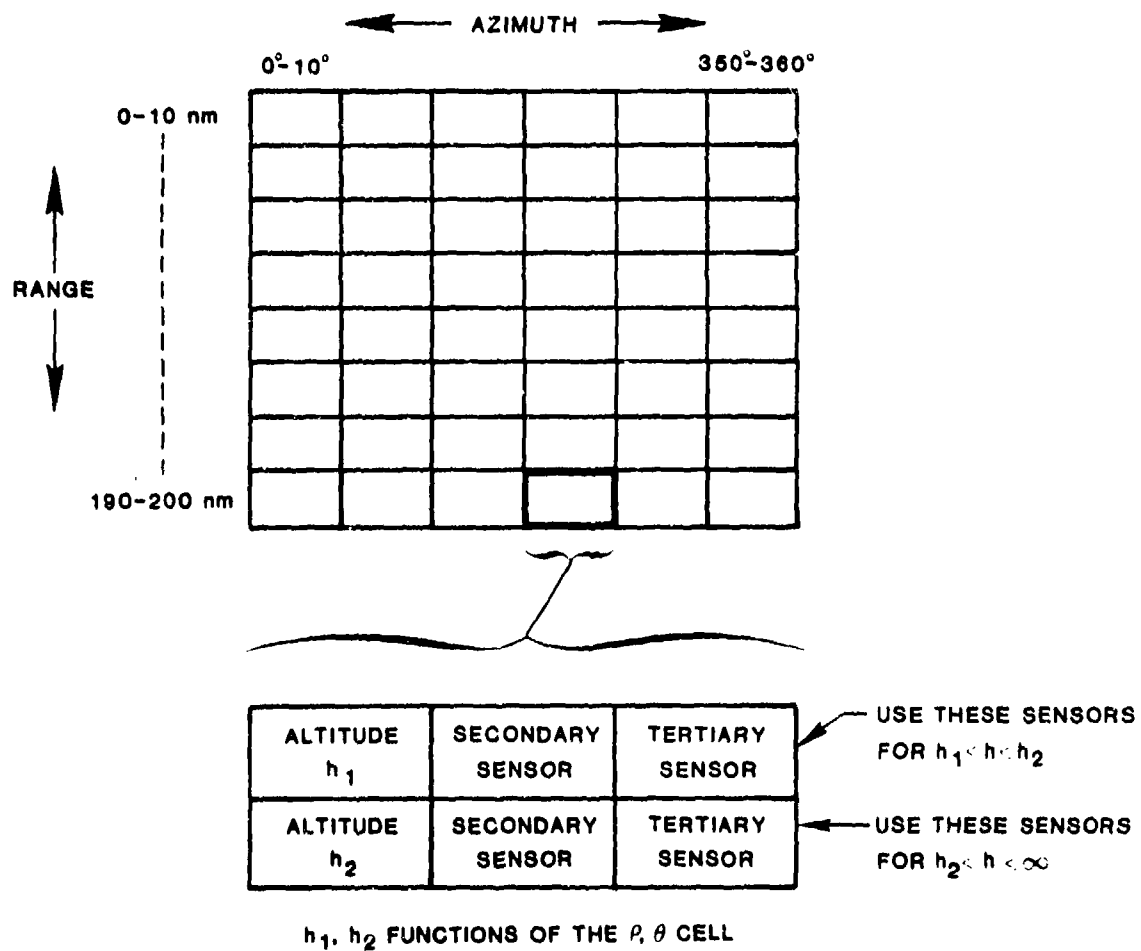 AZIMUTH
0°-10°
350°-360°
0-10 nm
RANGE
190-200 nm
ALTITUDE h1
SECONDARY SENSOR
TERTIARY SENSOR
USE THESE SENSORS
FOR h1 < h < h2
ALTITUDE h2
SECONDARY SENSOR
TERTIARY SENSOR
USE THESE SENSORS
FOR h2 < h < ∞
h1, h2 FUNCTIONS OF THE ρ, θ CELL